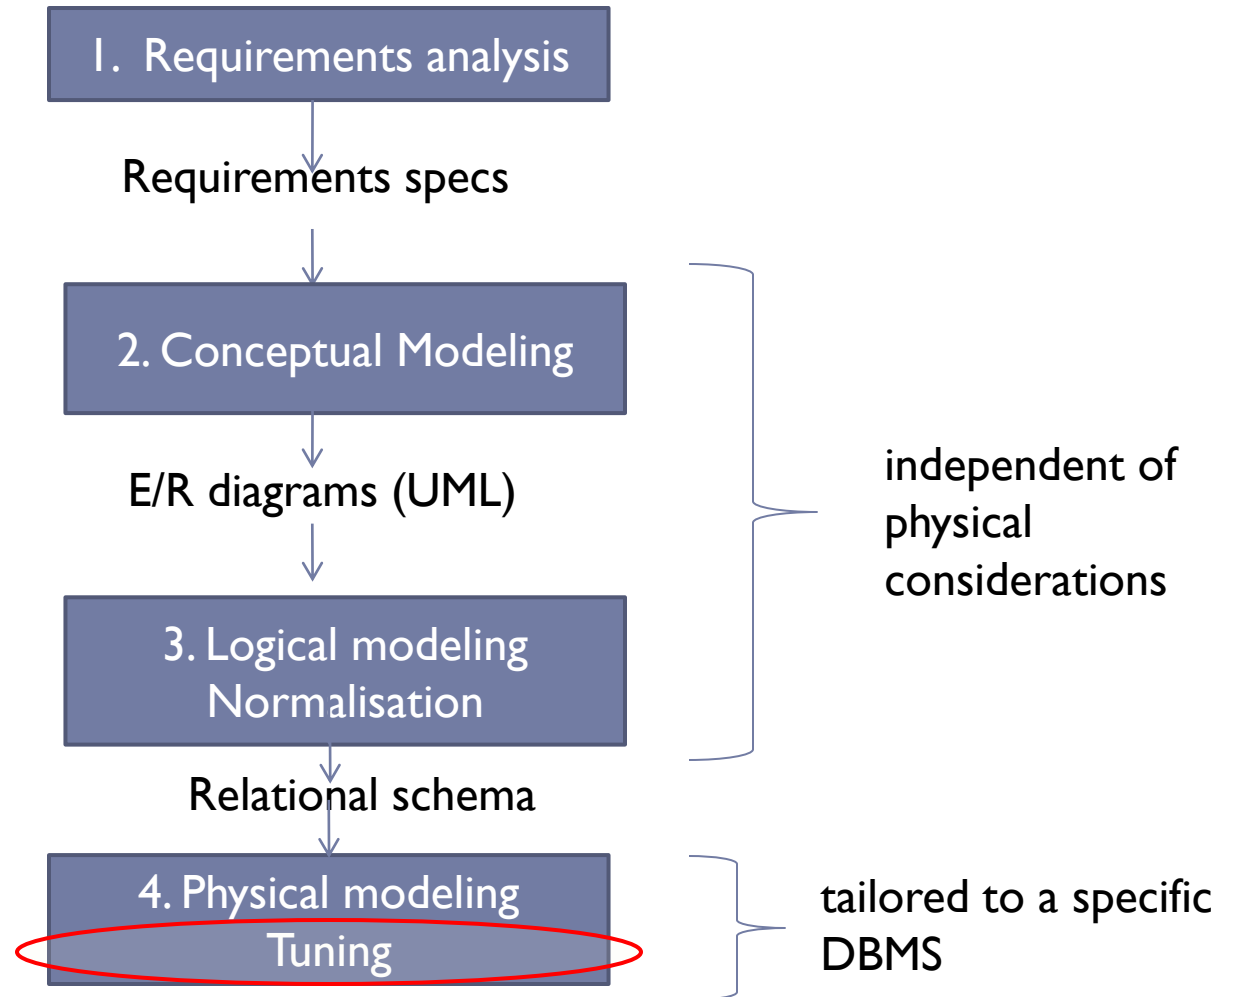 1. Requirements analysis
Requirements specs
2. Conceptual Modeling
E/R diagrams (UML)
independent of
physical
considerations
3. Logical modeling
Normalisation
Relational schema
4. Physical modeling
Tuning
tailored to a specific
DBMS